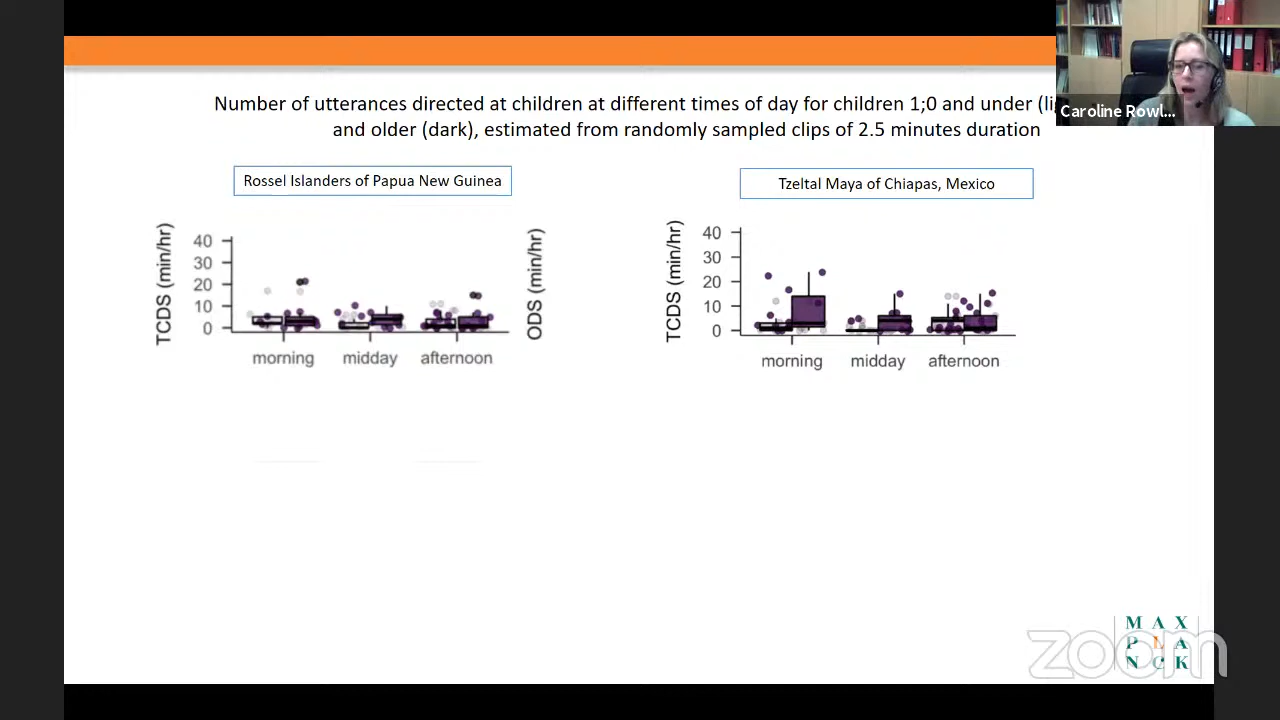 Number of utterances directed at children at different times of day for children 1;0 and under
and older (dark), estimated from randomly sampled clips of 2.5 minutes duration
Caroline Rowl...
Rossel Islanders of Papua New Guinea
Tzeltal Maya of Chiapas, Mexico
TCDS (min/hr)
40
30
20
10
0
morning midday afternoon
ODS (min/hr)
TCDS (min/hr)
40
30
20
10
0
morning midday afternoon
MAX
PLA
NCK
zoom